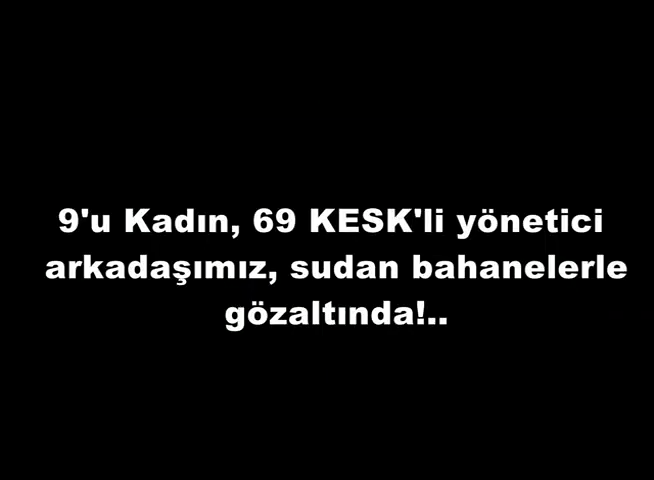 9'u Kadın, 69 KESK'li yönetici
arkadaşımız, sudan bahanelerle
gözaltında!..